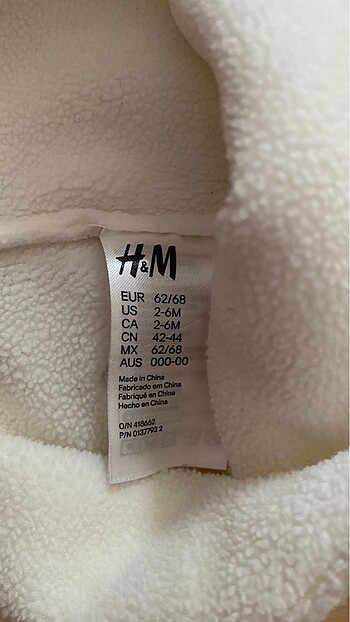 H&M
EUR 62/68
US 2-6M
CA 2-6M
CN 42-44
MX 62/68
AUS 000-00
Made in China
Fabricado em China
Fabriqué en Chine
Hecho en China
O/N 418662
P/N 0137793 2